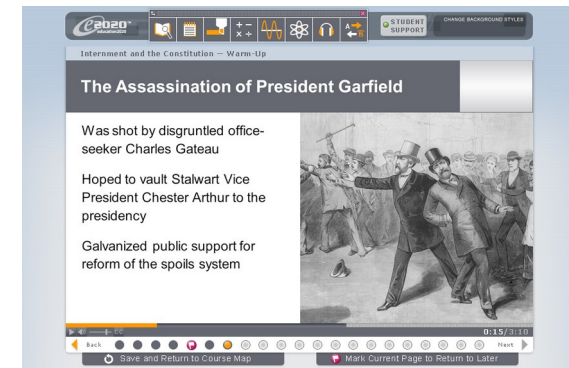 e2020
education2020
STUDENT
SUPPORT
CHANGE BACKGROUND STYLES
Internment and the Constitution — Warm-Up
The Assassination of President Garfield
Was shot by disgruntled office-
seeker Charles Gateau
Hoped to vault Stalwart Vice
President Chester Arthur to the
presidency
Galvanized public support for
reform of the spoils system
CC
0:15/3:10
Back
Next
Save and Return to Course Map
Mark Current Page to Return to Later